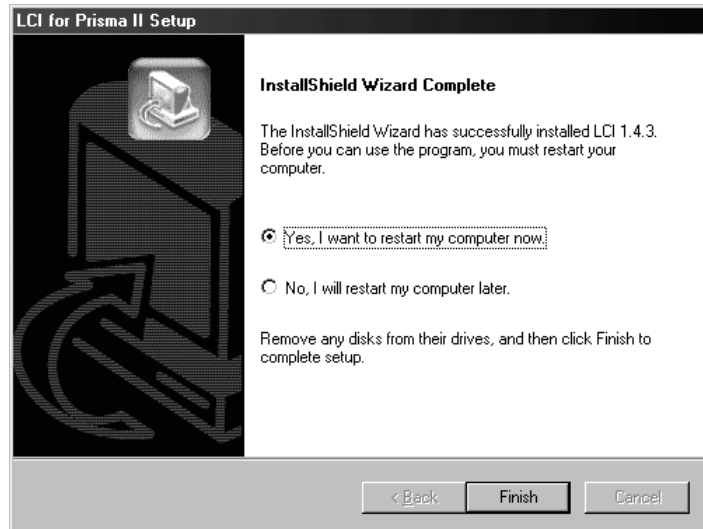 LCI for Prisma II Setup
InstallShield Wizard Complete
The InstallShield Wizard has successfully installed LCI 1.4.3.
Before you can use the program, you must restart your
computer.
Yes, I want to restart my computer now.
No, I will restart my computer later.
Remove any disks from their drives, and then click Finish to
complete setup.
< Back Finish Cancel